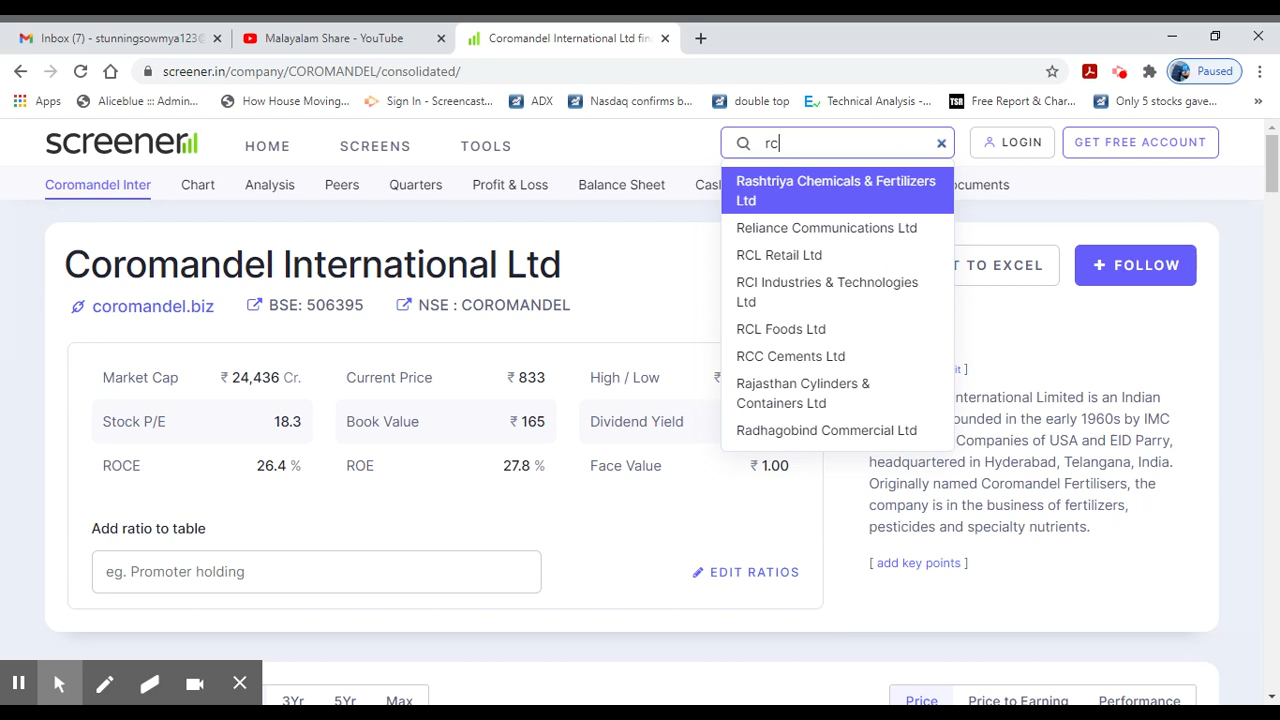 Inbox (7) - stunningsowmya123@
Malayalam Share - YouTube
Coromandel International Ltd fin
screener.in/company/COROMANDEL/consolidated/
Paused
Apps
Aliceblue ::: Admin...
How House Moving...
Sign In - Screencast...
ADX
Nasdaq confirms b...
double top
Technical Analysis -...
TSR
Free Report & Char...
Only 5 stocks gave...
»
screener
HOME
SCREENS
TOOLS
rc
LOGIN
GET FREE ACCOUNT
Coromandel Inter
Chart
Analysis
Peers
Quarters
Profit & Loss
Balance Sheet
Cas
ocuments
Rashtriya Chemicals & Fertilizers
Ltd
Reliance Communications Ltd
RCL Retail Ltd
RCI Industries & Technologies
Ltd
RCL Foods Ltd
RCC Cements Ltd
Rajasthan Cylinders &
Containers Ltd
Radhagobind Commercial Ltd
Coromandel International Ltd
T TO EXCEL
+ FOLLOW
coromandel.biz
BSE: 506395
NSE : COROMANDEL
Market Cap
₹ 24,436 Cr.
Current Price
₹ 833
High / Low
₹
Stock P/E
18.3
Book Value
₹ 165
Dividend Yield
ROCE
26.4 %
ROE
27.8 %
Face Value
₹ 1.00
Add ratio to table
eg. Promoter holding
EDIT RATIOS
it ]
nternational Limited is an Indian
ounded in the early 1960s by IMC
Companies of USA and EID Parry,
headquartered in Hyderabad, Telangana, India.
Originally named Coromandel Fertilisers, the
company is in the business of fertilizers,
pesticides and specialty nutrients.
[ add key points ]
3Yr
5Yr
Max
Price
Price to Earning
Performance